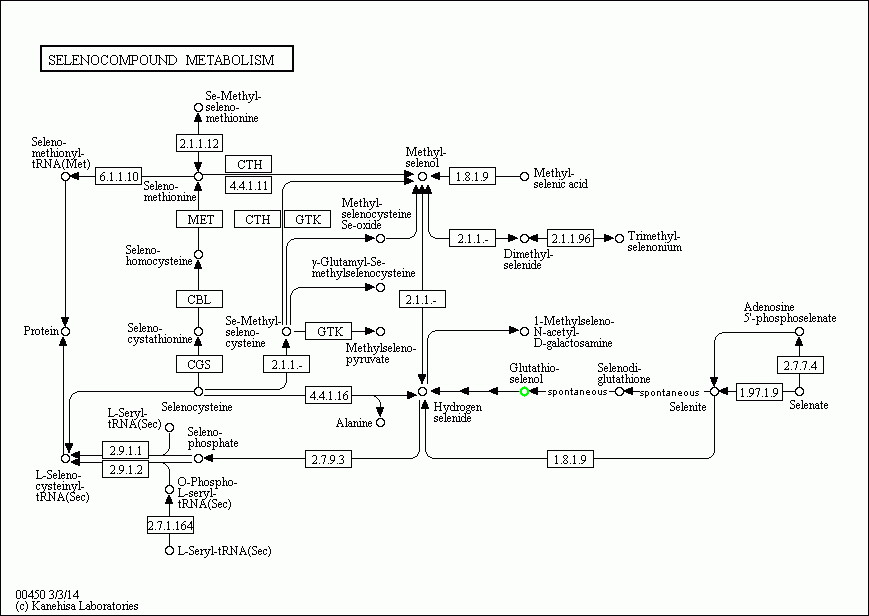 SELENOCOMPOUND METABOLISM
Se-Methyl-
seleno-
methionine
2.1.1.12
Seleno-
methionyl-
tRNA(Met)
6.1.1.10
Seleno-
methionine
CTH
4.4.1.11
Methyl-
selenol
1.8.1.9
Methyl-
selenic acid
MET
CTH
GTK
Methyl-
selenocysteine
Se-oxide
2.1.1.-
Dimethyl-
selenide
2.1.1.96
Trimethyl-
selenonium
Seleno-
homocysteine
γ-Glutamyl-Se-
methylselenocysteine
CBL
2.1.1.-
Protein
Seleno-
cystathionine
Se-Methyl-
seleno-
cysteine
GTK
Methylseleno-
pyruvate
1-Methylseleno-
N-acetyl-
D-galactosamine
Adenosine
5'-phosphoselenate
CGS
2.1.1.-
Glutathio-
selenol
Selenodi-
glutathione
2.7.7.4
Selenocysteine
4.4.1.16
Alanine
Hydrogen
selenide
spontaneous
spontaneous
Selenite
1.97.1.9
Selenate
L-Seryl-
tRNA(Sec)
2.9.1.1
2.9.1.2
Seleno-
phosphate
2.7.9.3
1.8.1.9
L-Seleno-
cysteinyl-
tRNA(Sec)
O-Phospho-
L-seryl-
tRNA(Sec)
2.7.1.164
L-Seryl-tRNA(Sec)
00450 3/3/14
(c) Kanehisa Laboratories